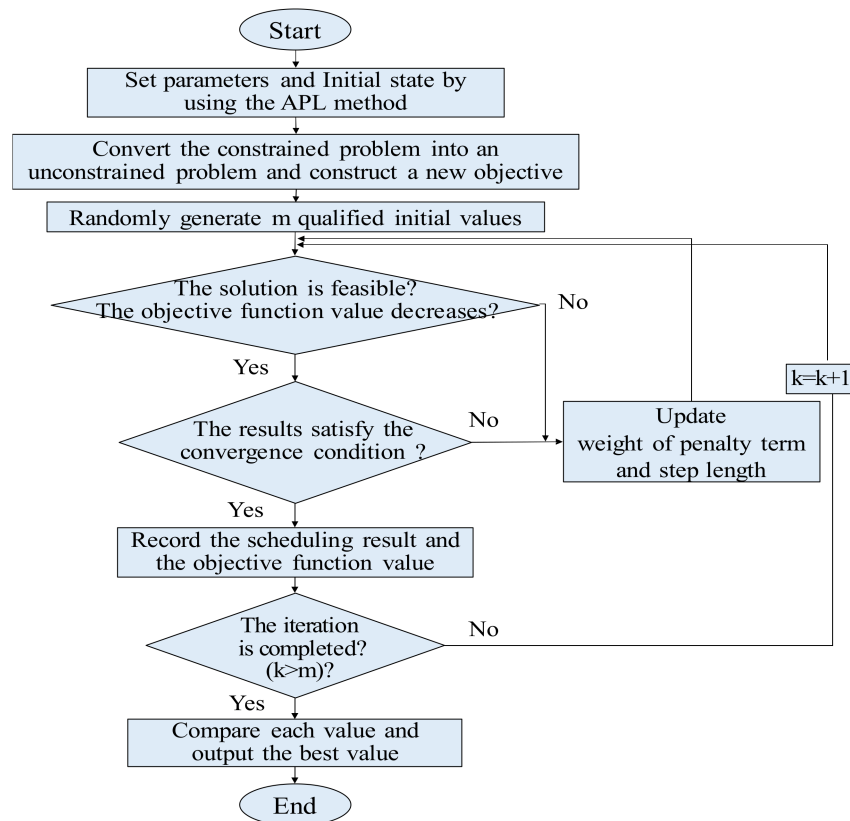 Start
Set parameters and Initial state by
using the APL method
Convert the constrained problem into an
unconstrained problem and construct a new objective
Randomly generate m qualified initial values
The solution is feasible?
The objective function value decreases?
No
Yes
k=k+1
The results satisfy the
convergence condition ?
No
Update
weight of penalty term
and step length
Yes
Record the scheduling result and
the objective function value
The iteration
is completed?
(k>m)?
No
Yes
Compare each value and
output the best value
End